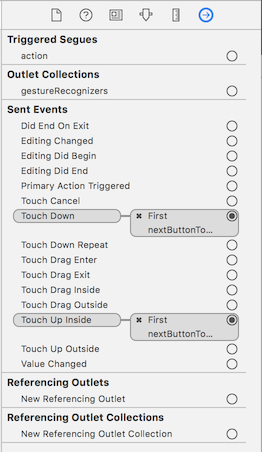 Triggered Segues
action
Outlet Collections
gestureRecognizers
Sent Events
Did End On Exit
Editing Changed
Editing Did Begin
Editing Did End
Primary Action Triggered
Touch Cancel
Touch Down First
nextButtonTo...
Touch Down Repeat
Touch Drag Enter
Touch Drag Exit
Touch Drag Inside
Touch Drag Outside
Touch Up Inside First
nextButtonTo...
Touch Up Outside
Value Changed
Referencing Outlets
New Referencing Outlet
Referencing Outlet Collections
New Referencing Outlet Collection